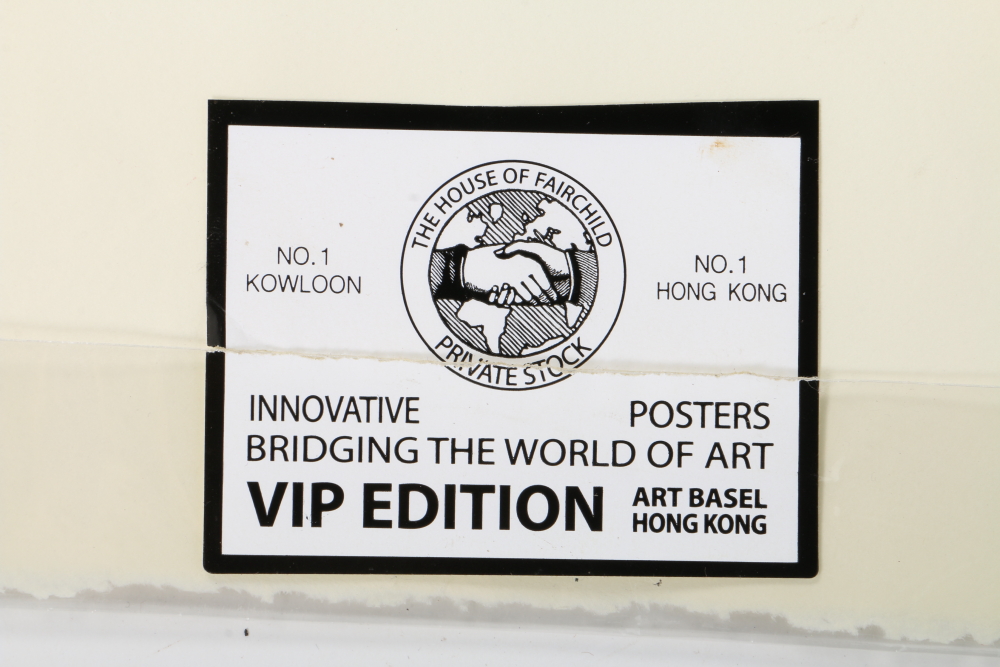 THE HOUSE OF FAIRCHILD
PRIVATE STOCK
NO.1
KOWLOON
NO.1
HONG KONG
INNOVATIVE POSTERS
BRIDGING THE WORLD OF ART
VIP EDITION
ART BASEL
HONG KONG